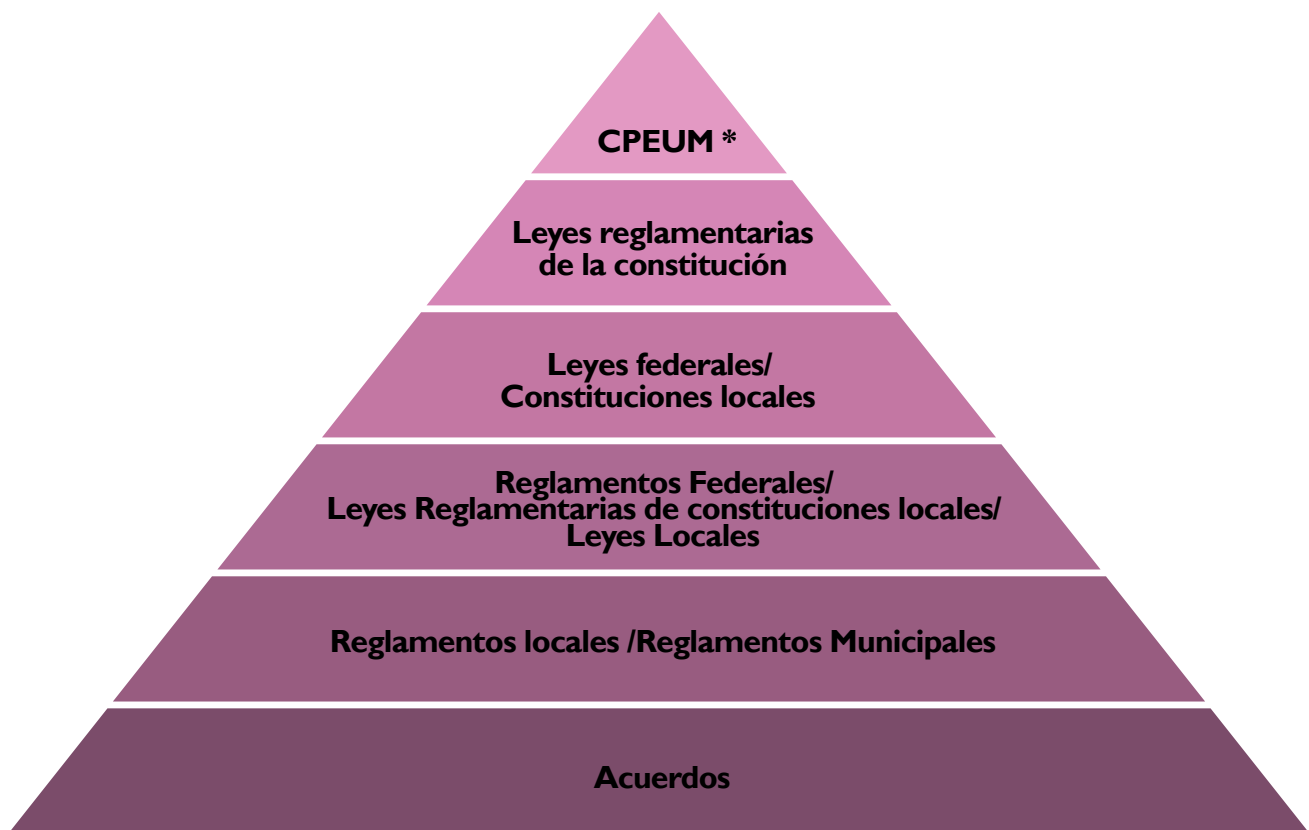 CPEUM *
Leyes reglamentarias
de la constitución
Leyes federales/
Constituciones locales
Reglamentos Federales/
Leyes Reglamentarias de constituciones locales/
Leyes Locales
Reglamentos locales /Reglamentos Municipales
Acuerdos